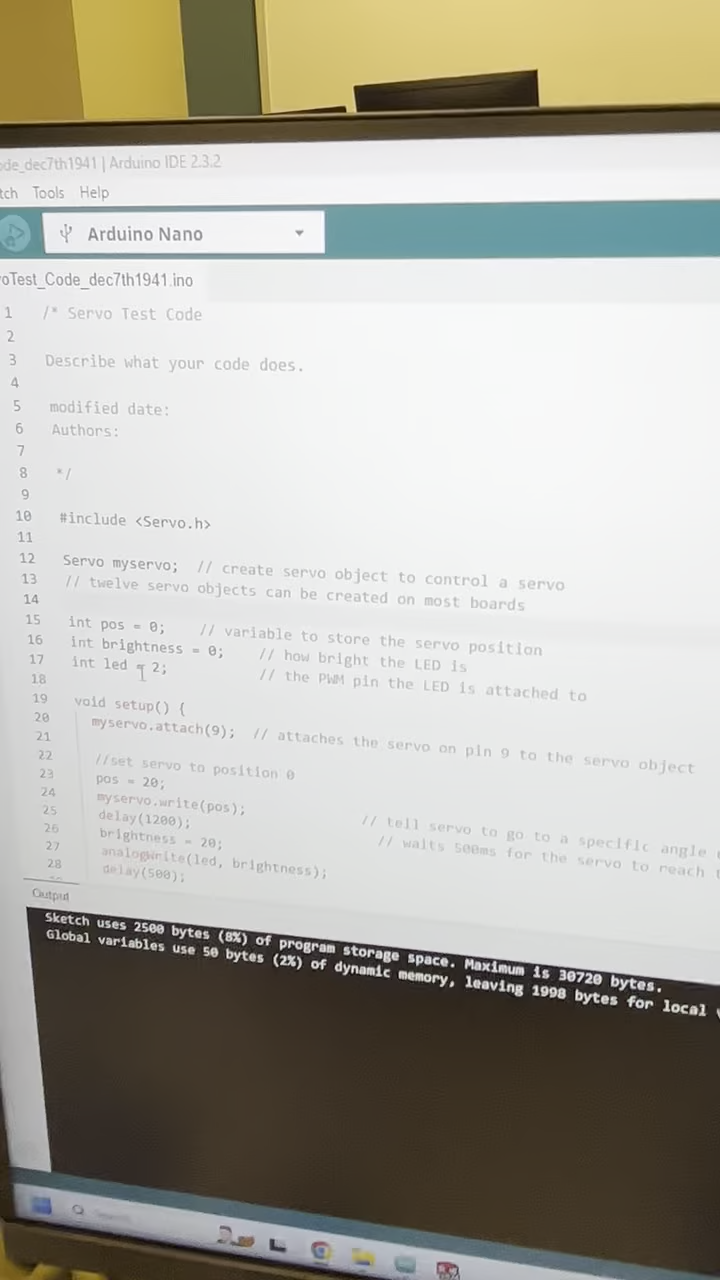 ode_dec7th1941 | Arduino IDE 2.3.2
tch Tools Help
Arduino Nano
oTest_Code_dec7th1941.ino
1 /* Servo Test Code
2
3 Describe what your code does.
4
5 modified date:
6 Authors:
7
8 */
9
10 #include <Servo.h>
11
12 Servo myservo; // create servo object to control a servo
13 // twelve servo objects can be created on most boards
14
15 int pos = 0; // variable to store the servo position
16 int brightness = 0; // how bright the LED is
17 int led = 2; // the PWM pin the LED is attached to
18
19 void setup() {
20 myservo.attach(9); // attaches the servo on pin 9 to the servo object
21
22 //set servo to position 0
23 pos = 20;
24 myservo.write(pos); // tell servo to go to a specific angle
25 delay(1200); // waits 500ms for the servo to reach
26 brightness = 20;
27 analogWrite(led, brightness);
28 delay(500);
Output
Sketch uses 2500 bytes (8%) of program storage space. Maximum is 30720 bytes.
Global variables use 50 bytes (2%) of dynamic memory, leaving 1998 bytes for local